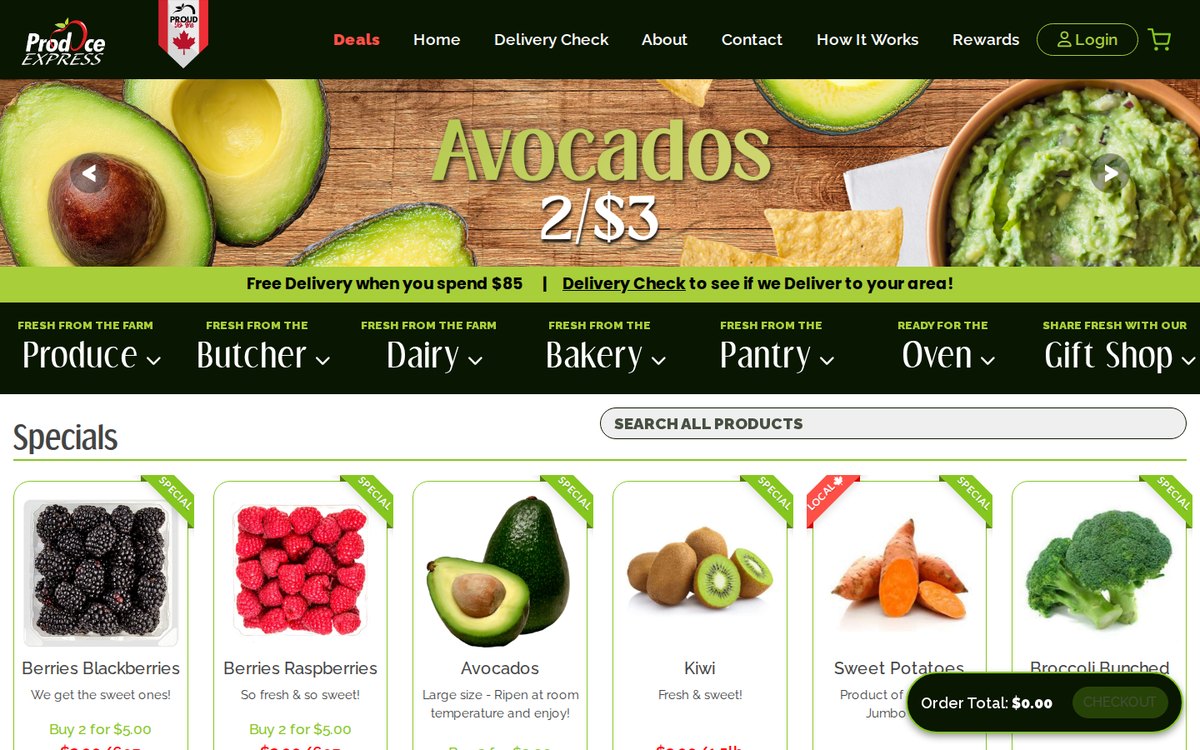 Produce
EXPRESS
PROUD
to be
Deals
Home
Delivery Check
About
Contact
How It Works
Rewards
Login
Avocados
2/$3
<
>
Free Delivery when you spend $85 | Delivery Check to see if we Deliver to your area!
FRESH FROM THE FARM
Produce
FRESH FROM THE
Butcher
FRESH FROM THE FARM
Dairy
FRESH FROM THE
Bakery
FRESH FROM THE
Pantry
READY FOR THE
Oven
SHARE FRESH WITH OUR
Gift Shop
Specials
SEARCH ALL PRODUCTS
SPECIAL
Berries Blackberries
We get the sweet ones!
Buy 2 for $5.00
SPECIAL
Berries Raspberries
So fresh & so sweet!
Buy 2 for $5.00
SPECIAL
Avocados
Large size - Ripen at room
temperature and enjoy!
SPECIAL
Kiwi
Fresh & sweet!
LOCAL
SPECIAL
Sweet Potatoes
Product of
Jumbo
SPECIAL
Broccoli Bunched
Order Total: $0.00
CHECKOUT